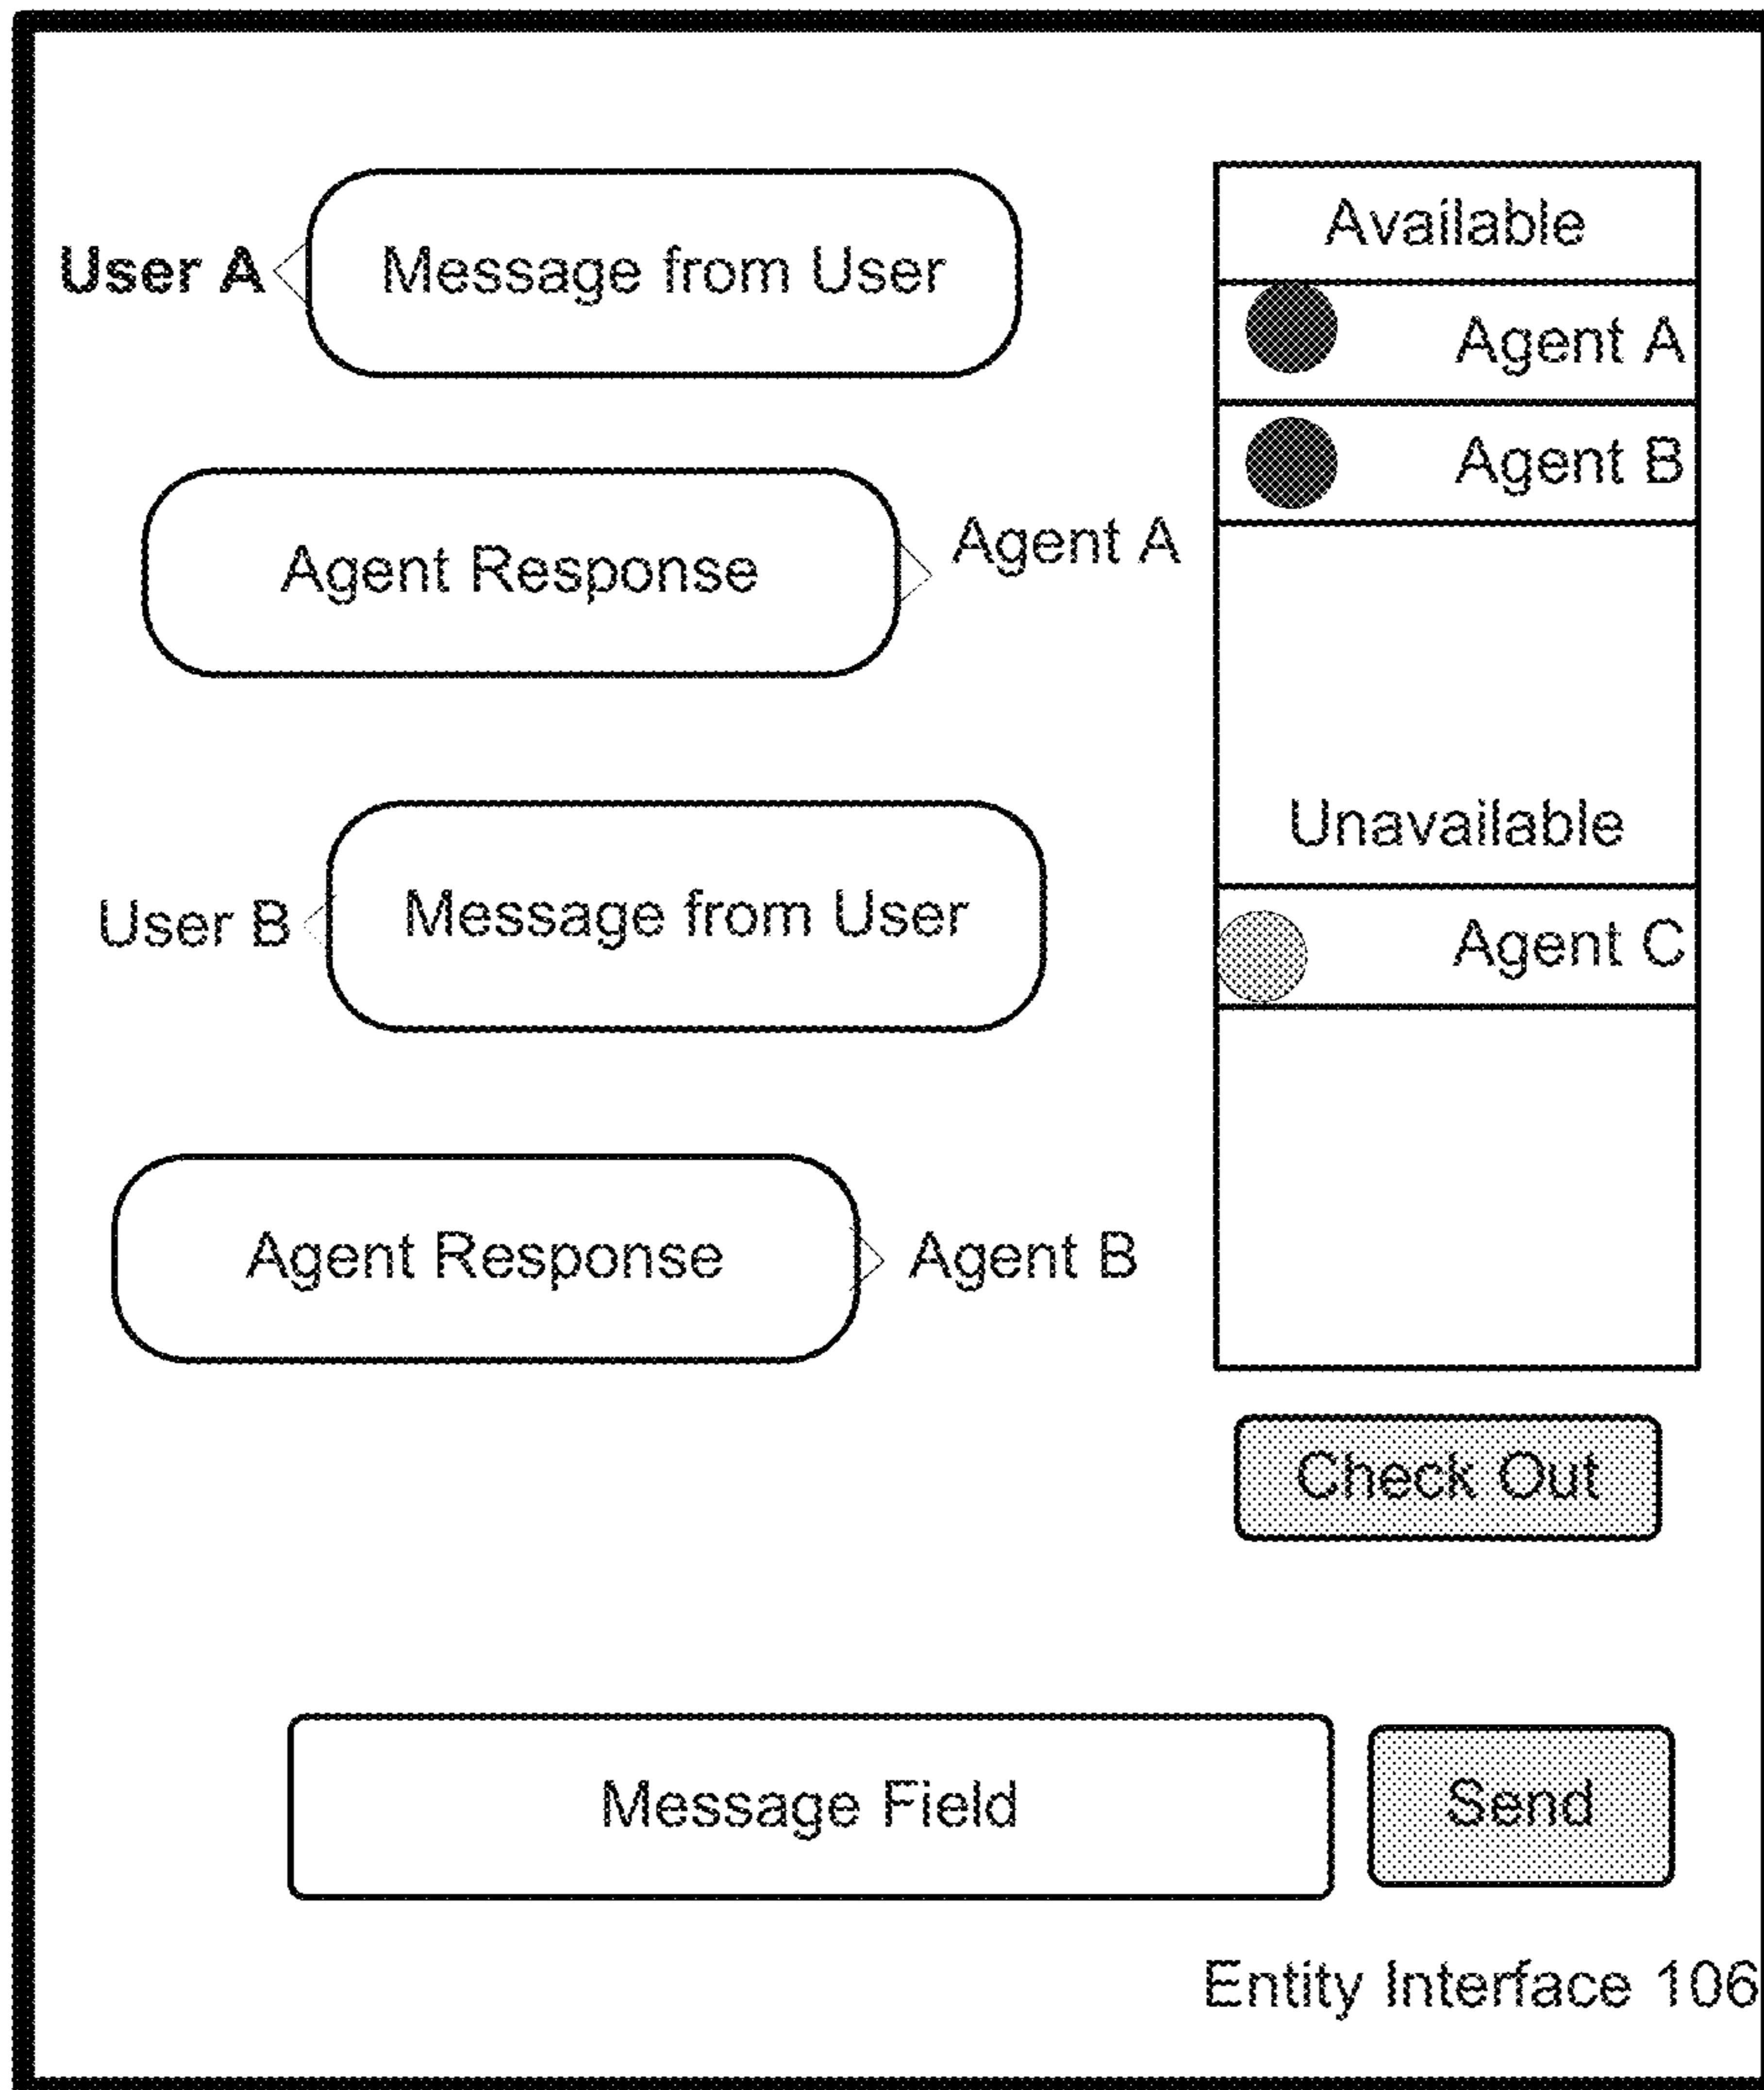 User A
Message from User
Agent Response
Agent A
User B
Message from User
Agent Response
Agent B
Available
Agent A
Agent B
Unavailable
Agent C
Check Out
Message Field
Send
Entity Interface 106